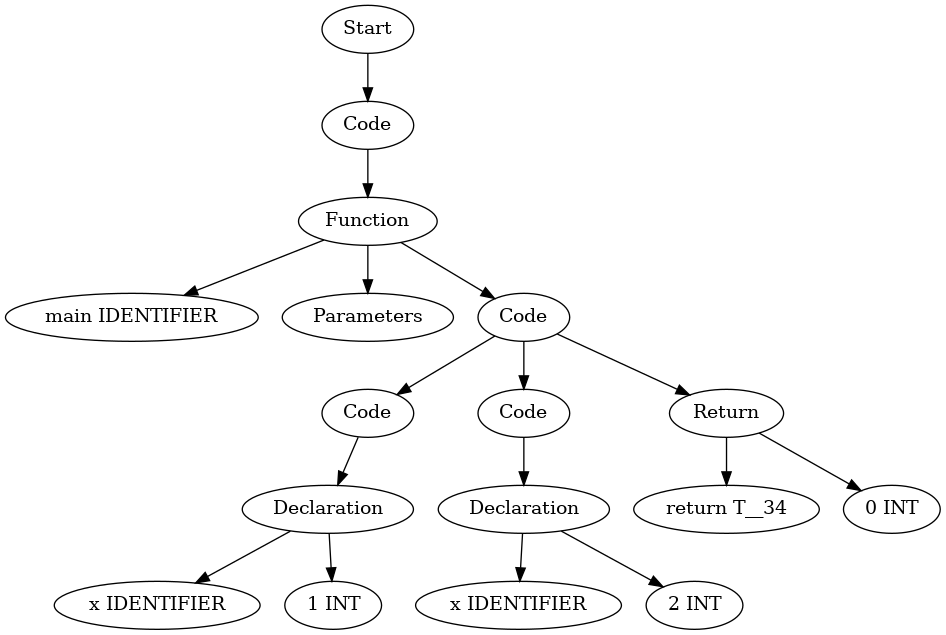 Start
Code
Function
main IDENTIFIER
Parameters
Code
Code
Code
Return
Declaration
Declaration
return T__34
0 INT
x IDENTIFIER
1 INT
x IDENTIFIER
2 INT